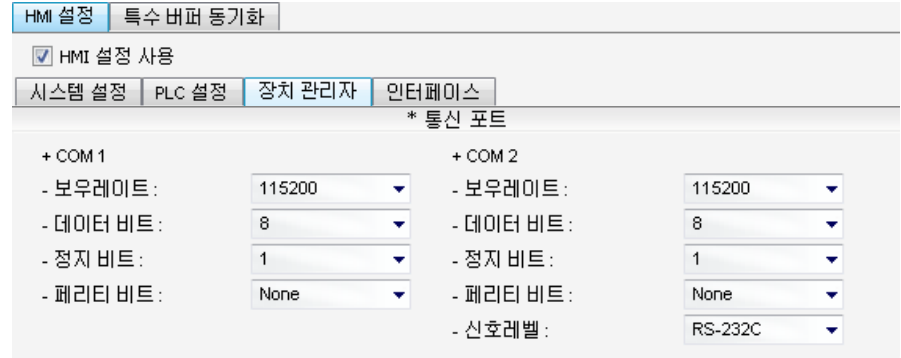 HMI 설정 특수 버퍼 동기화
HMI 설정 사용
시스템 설정 PLC 설정 장치 관리자 인터페이스
* 통신 포트
+ COM 1 + COM 2
- 보우레이트 : 115200 - 보우레이트 : 115200
- 데이터 비트 : 8 - 데이터 비트 : 8
- 정지 비트 : 1 - 정지 비트 : 1
- 페리티 비트 : None - 페리티 비트 : None
- 신호레벨 : RS-232C